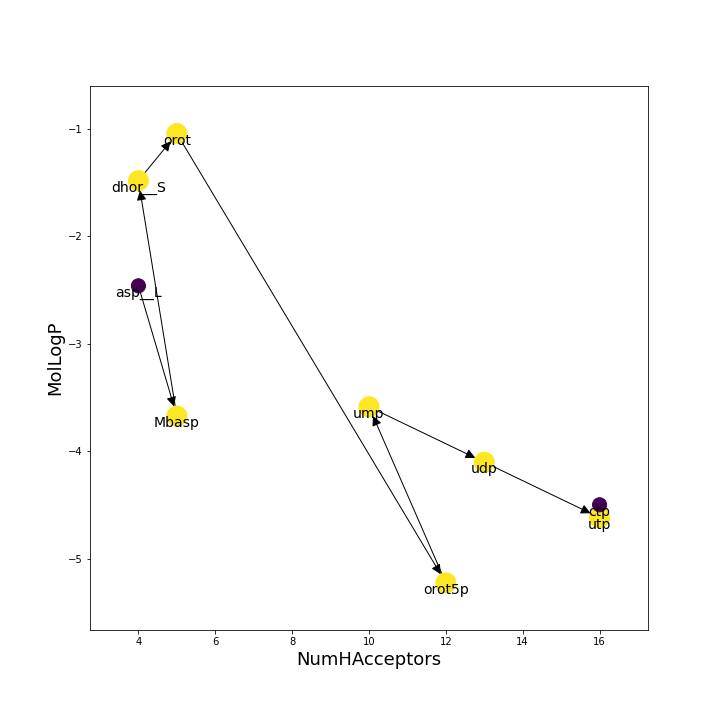 −1
orot
dhor__S
−2
asp__L
−3
MolLogP
Mbasp
ump
−4
udp
ctp
utp
−5
orot5p
4
6
8
10
12
14
16
NumHAcceptors